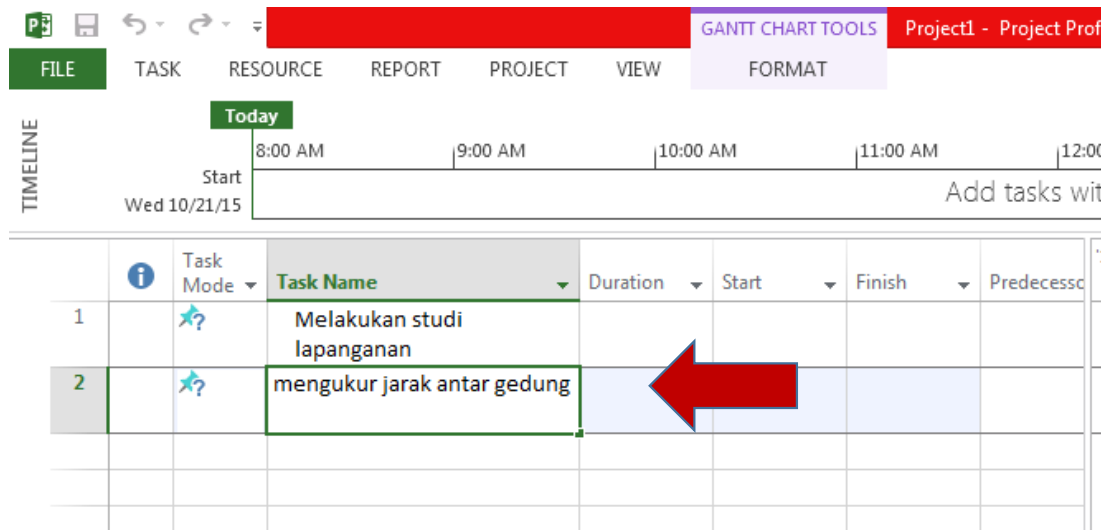 GANTT CHART TOOLS Project1 - Project Prof
FILE TASK RESOURCE REPORT PROJECT VIEW FORMAT
TIMELINE
Today
8:00 AM 9:00 AM 10:00 AM 11:00 AM 12:00
Start
Wed 10/21/15
Add tasks wit
Task
Mode Task Name Duration Start Finish Predecesso
1 Melakukan studi
lapanganan
2 mengukur jarak antar gedung